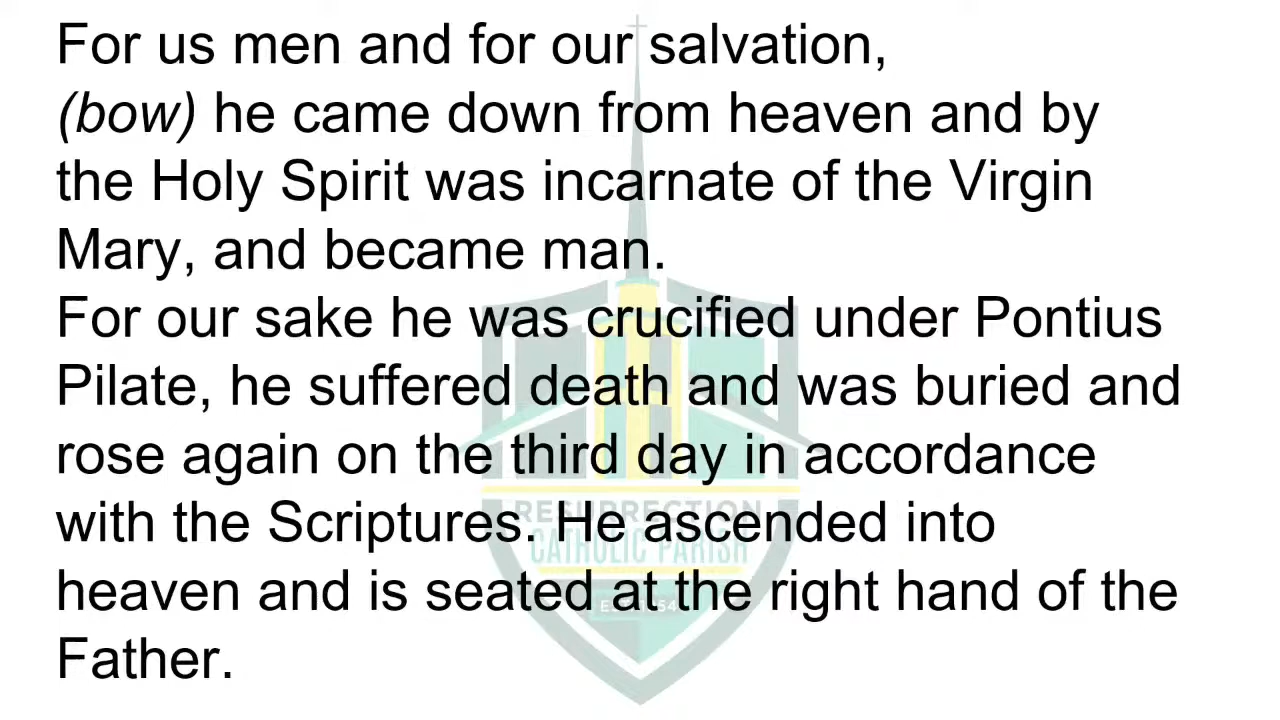 For us men and for our salvation,
(bow) he came down from heaven and by
the Holy Spirit was incarnate of the Virgin
Mary, and became man.
For our sake he was crucified under Pontius
Pilate, he suffered death and was buried and
rose again on the third day in accordance
with the Scriptures. He ascended into
heaven and is seated at the right hand of the
Father.
RESURRECTION
CATHOLIC PARISH